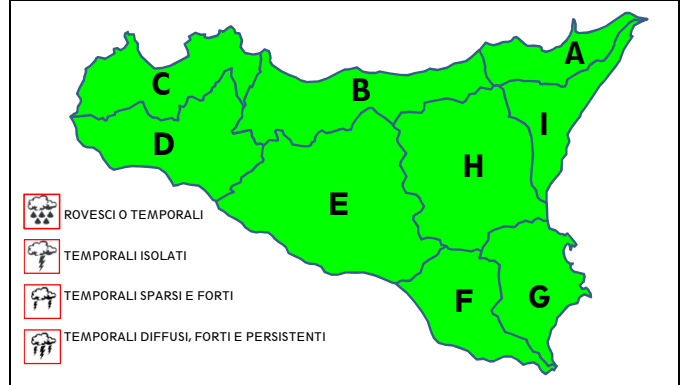 A
C
B
I
D
H
E
ROVESCI O TEMPORALI
TEMPORALI ISOLATI
TEMPORALI SPARSI E FORTI
F
G
TEMPORALI DIFFUSI, FORTI E PERSISTENTI